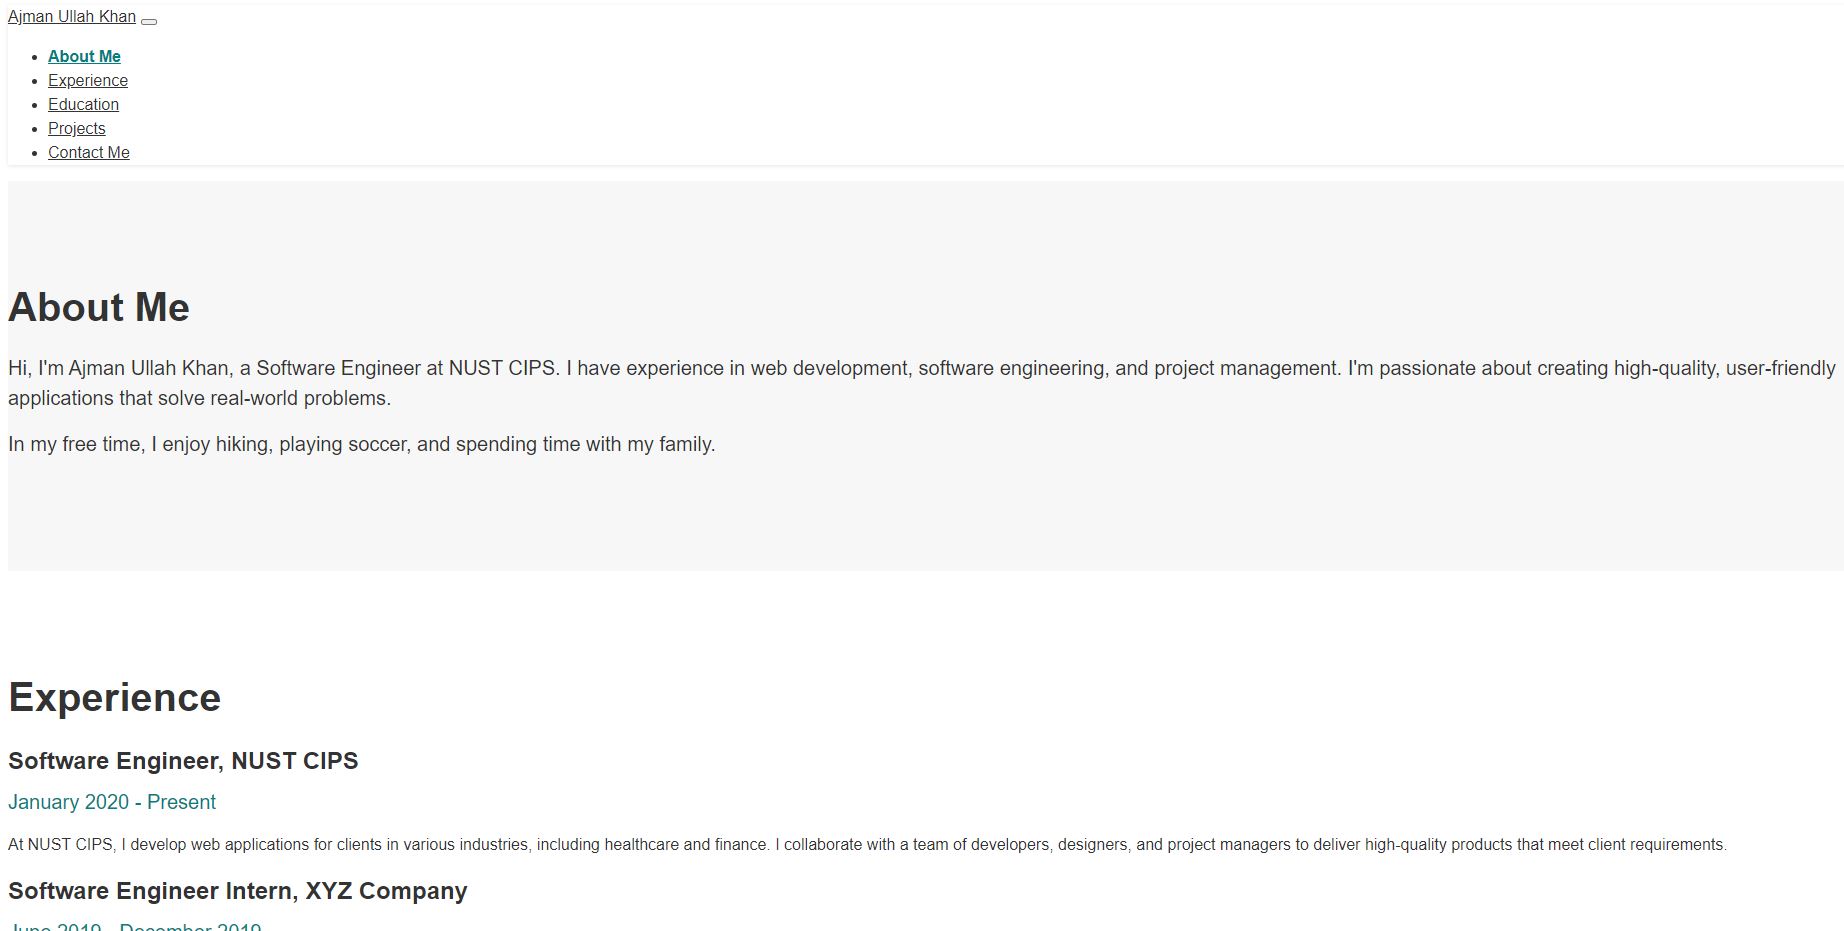 Ajman Ullah Khan
About Me
Experience
Education
Projects
Contact Me
About Me
Hi, I'm Ajman Ullah Khan, a Software Engineer at NUST CIPS. I have experience in web development, software engineering, and project management. I'm passionate about creating high-quality, user-friendly
applications that solve real-world problems.
In my free time, I enjoy hiking, playing soccer, and spending time with my family.
Experience
Software Engineer, NUST CIPS
January 2020 - Present
At NUST CIPS, I develop web applications for clients in various industries, including healthcare and finance. I collaborate with a team of developers, designers, and project managers to deliver high-quality products that meet client requirements.
Software Engineer Intern, XYZ Company
June 2019 - December 2019